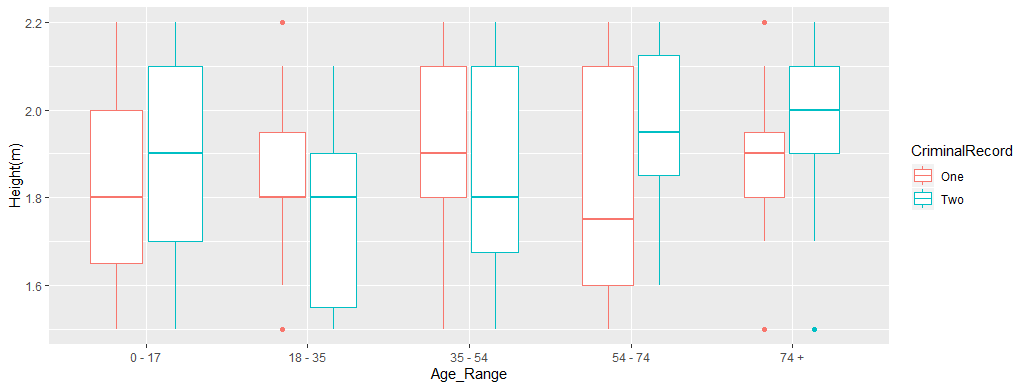 2.2
2.0
1.8
1.6
Height(m)
0 - 17
18 - 35
35 - 54
54 - 74
74 +
Age_Range
CriminalRecord
One
Two